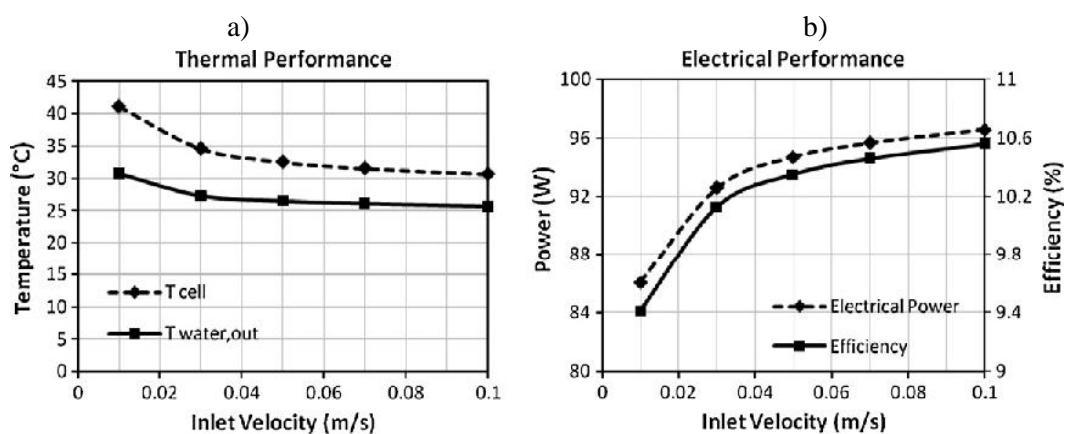 a)
Thermal Performance
45
40
35
30
25
20
15
10
5
0
Temperature (°C)
T cell
T water,out
0 0.02 0.04 0.06 0.08 0.1
Inlet Velocity (m/s)
b)
Electrical Performance
100
96
92
88
84
80
Power (W)
11
10.6
10.2
9.8
9.4
9
Efficiency (%)
Electrical Power
Efficiency
0 0.02 0.04 0.06 0.08 0.1
Inlet Velocity (m/s)